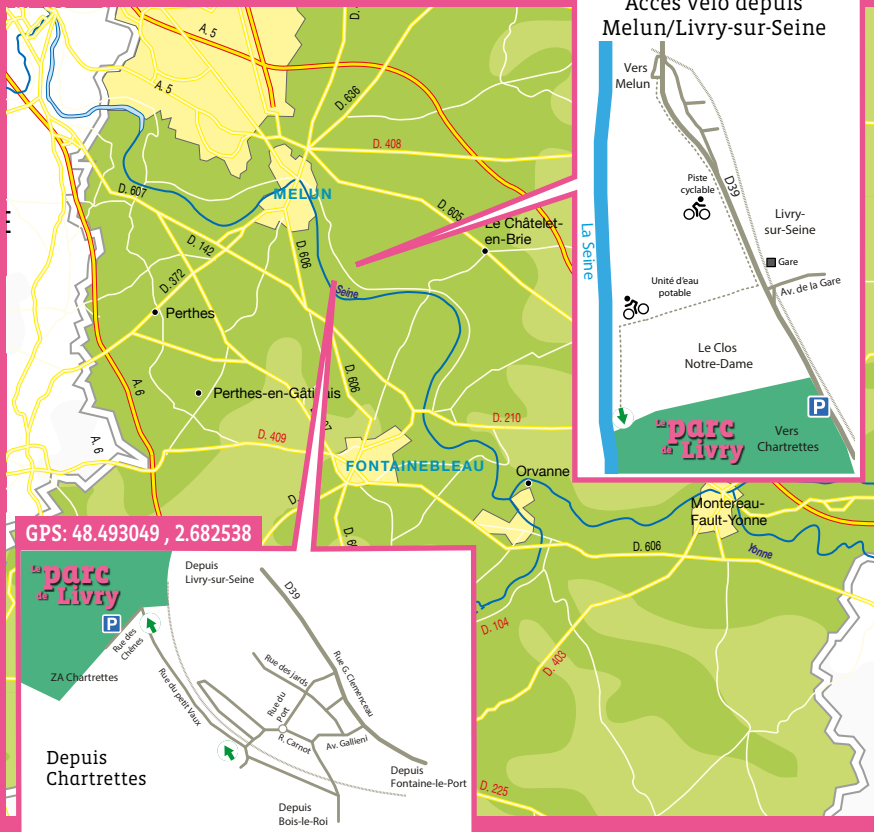 Accès vélo depuis
Melun/Livry-sur-Seine
A. 5
A. 5
D. 636
D. 408
D. 607
MELUN
D. 605
Le Châtelet-
en-Brie
D. 142
D. 606
D. 372
Seine
Perthes
A. 6
D. 606
Perthes-en-Gâtinais
A. 6
D. 409
D. 210
FONTAINEBLEAU
Orvanne
Montereau-
Fault-Yonne
D. 606
Yonne
D. 104
D. 403
D. 225
Vers
Melun
D39
Piste
cyclable
Livry-
sur-Seine
La Seine
Gare
Unité d'eau
potable
Av. de la Gare
Le Clos
Notre-Dame
P
Le parc
de Livry
Vers
Chartrettes
GPS: 48.493049 , 2.682538
Le parc
de Livry
Depuis
Livry-sur-Seine
D39
P
Rue des
Chênes
ZA Chartrettes
Rue du petit Vaux
Rue des jards
Rue G. Clemenceau
Rue du
Port
R. Carnot
Av. Gallieni
Depuis
Chartrettes
Depuis
Fontaine-le-Port
Depuis
Bois-le-Roi